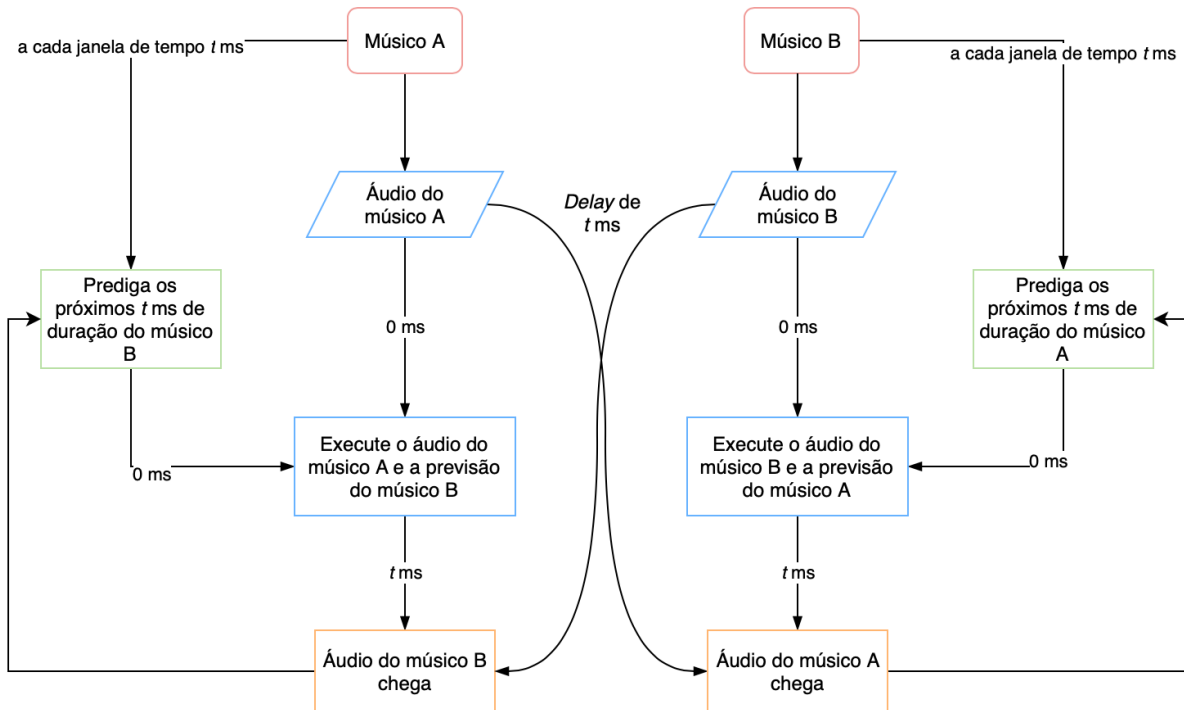 Músico A
Músico B
a cada janela de tempo t ms
a cada janela de tempo t ms
Áudio do
músico A
Delay de
t ms
Áudio do
músico B
Prediga os
próximos t ms de
duração do músico
B
0 ms
0 ms
Prediga os
próximos t ms de
duração do músico
A
0 ms
Execute o áudio do
músico A e a previsão
do músico B
Execute o áudio do
músico B e a previsão
do músico A
0 ms
t ms
t ms
Áudio do músico B
chega
Áudio do músico A
chega